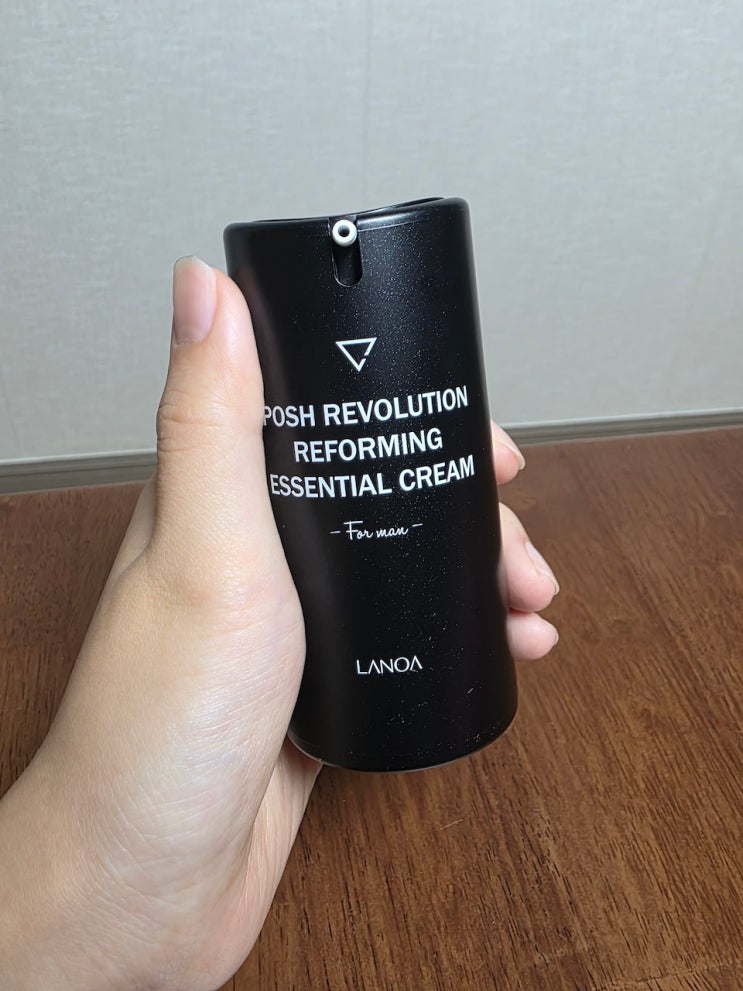 POSH REVOLUTION
REFORMING
ESSENTIAL CREAM
- For man -
LANOA